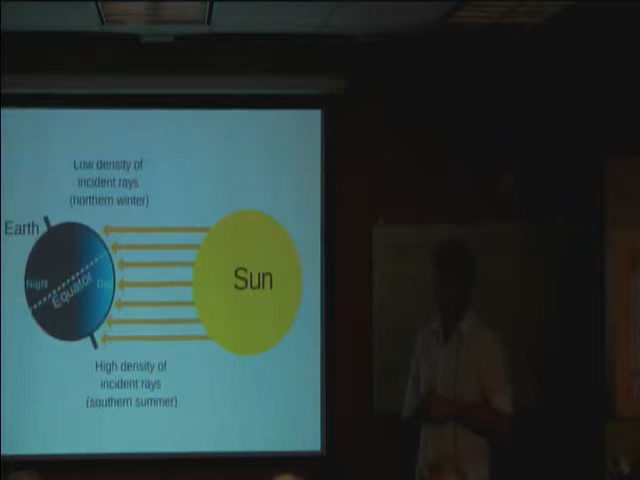 Low density of
incident rays
(northern winter)
Earth
Night
Equator
Sun
High density of
incident rays
(southern summer)